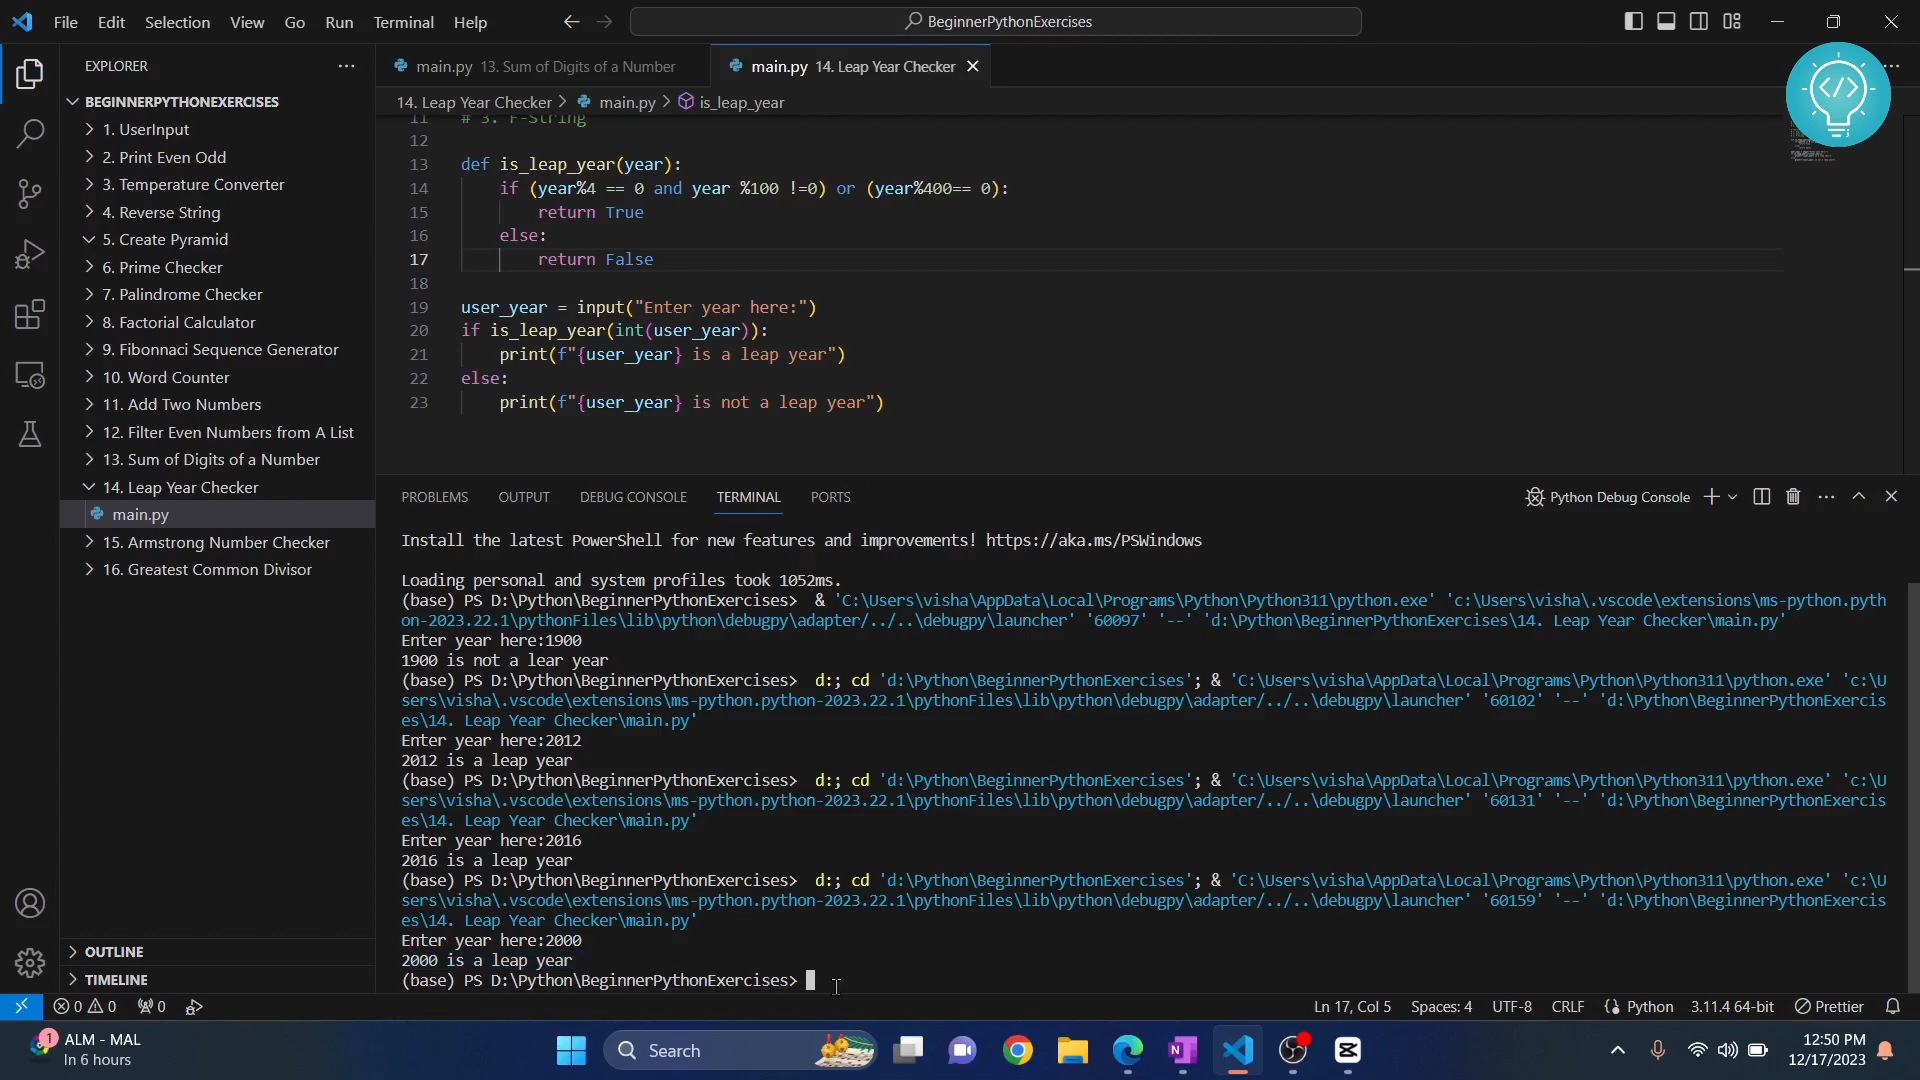 File Edit Selection View Go Run Terminal Help
BeginnerPythonExercises
EXPLORER
main.py 13. Sum of Digits of a Number
main.py 14. Leap Year Checker
BEGINNERPYTHONEXERCISES
1. UserInput
2. Print Even Odd
3. Temperature Converter
4. Reverse String
5. Create Pyramid
6. Prime Checker
7. Palindrome Checker
8. Factorial Calculator
9. Fibonnaci Sequence Generator
10. Word Counter
11. Add Two Numbers
12. Filter Even Numbers from A List
13. Sum of Digits of a Number
14. Leap Year Checker
main.py
15. Armstrong Number Checker
16. Greatest Common Divisor
OUTLINE
TIMELINE
14. Leap Year Checker > main.py > is_leap_year
11 # 3. F-String
12
13 def is_leap_year(year):
14 if (year%4 == 0 and year %100 !=0) or (year%400== 0):
15 return True
16 else:
17 return False
18
19 user_year = input("Enter year here:")
20 if is_leap_year(int(user_year)):
21 print(f"{user_year} is a leap year")
22 else:
23 print(f"{user_year} is not a leap year")
PROBLEMS OUTPUT DEBUG CONSOLE TERMINAL PORTS
Python Debug Console
Install the latest PowerShell for new features and improvements! https://aka.ms/PSWindows
Loading personal and system profiles took 1052ms.
(base) PS D:\Python\BeginnerPythonExercises> & 'C:\Users\visha\AppData\Local\Programs\Python\Python311\python.exe' 'c:\Users\visha\.vscode\extensions\ms-python.pyth
on-2023.22.1\pythonFiles\lib\python\debugpy\adapter/../..\debugpy\launcher' '60097' '--' 'd:\Python\BeginnerPythonExercises\14. Leap Year Checker\main.py'
Enter year here:1900
1900 is not a lear year
(base) PS D:\Python\BeginnerPythonExercises> d:; cd 'd:\Python\BeginnerPythonExercises'; & 'C:\Users\visha\AppData\Local\Programs\Python\Python311\python.exe' 'c:\U
sers\visha\.vscode\extensions\ms-python.python-2023.22.1\pythonFiles\lib\python\debugpy\adapter/../..\debugpy\launcher' '60102' '--' 'd:\Python\BeginnerPythonExercis
es\14. Leap Year Checker\main.py'
Enter year here:2012
2012 is a leap year
(base) PS D:\Python\BeginnerPythonExercises> d:; cd 'd:\Python\BeginnerPythonExercises'; & 'C:\Users\visha\AppData\Local\Programs\Python\Python311\python.exe' 'c:\U
sers\visha\.vscode\extensions\ms-python.python-2023.22.1\pythonFiles\lib\python\debugpy\adapter/../..\debugpy\launcher' '60131' '--' 'd:\Python\BeginnerPythonExercis
es\14. Leap Year Checker\main.py'
Enter year here:2016
2016 is a leap year
(base) PS D:\Python\BeginnerPythonExercises> d:; cd 'd:\Python\BeginnerPythonExercises'; & 'C:\Users\visha\AppData\Local\Programs\Python\Python311\python.exe' 'c:\U
sers\visha\.vscode\extensions\ms-python.python-2023.22.1\pythonFiles\lib\python\debugpy\adapter/../..\debugpy\launcher' '60159' '--' 'd:\Python\BeginnerPythonExercis
es\14. Leap Year Checker\main.py'
Enter year here:2000
2000 is a leap year
(base) PS D:\Python\BeginnerPythonExercises>
0 0 0 Ln 17, Col 5 Spaces: 4 UTF-8 CRLF Python 3.11.4 64-bit Prettier
1 ALM - MAL
In 6 hours
Search
12:50 PM
12/17/2023